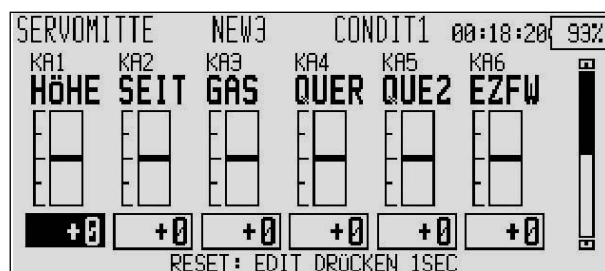 SERVOMITTE NEW3 CONDIT1 00:18:20 93%
KA1 KA2 KA3 KA4 KA5 KA6
HÖHE SEIT GAS QUER QUE2 EZFW
+0 +0 +0 +0 +0 +0
RESET: EDIT DRÜCKEN 1SEC